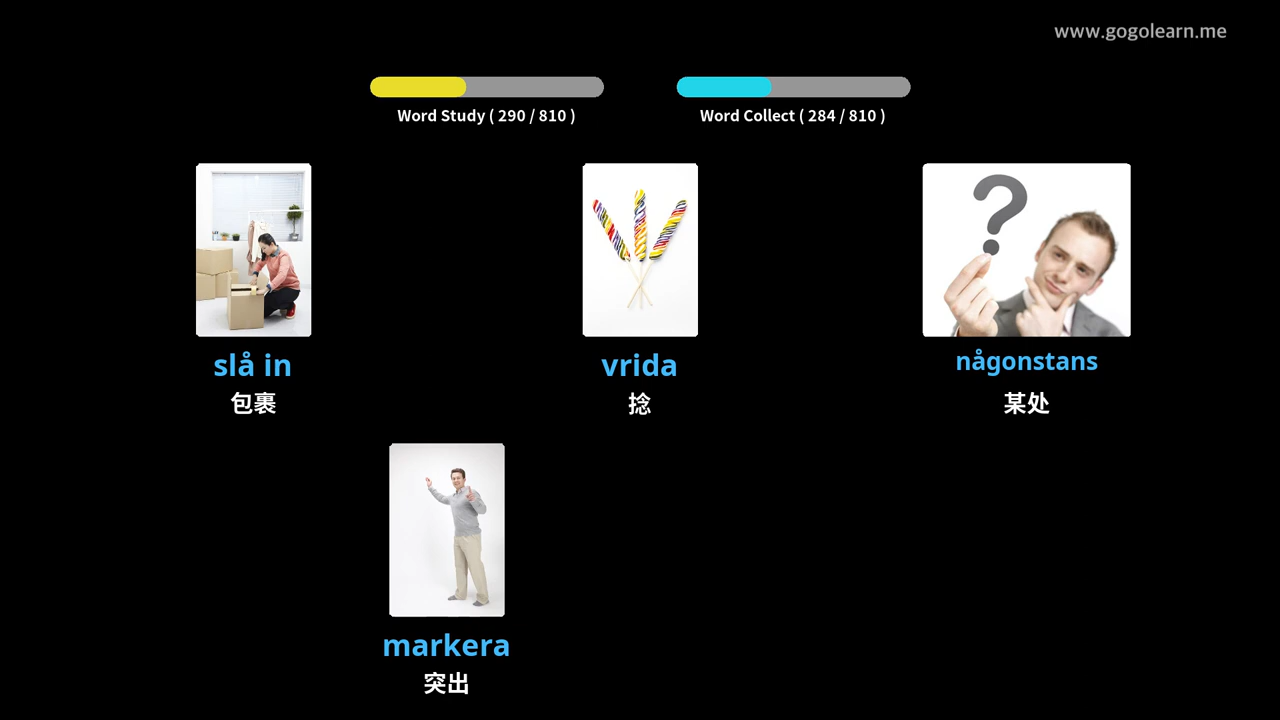 www.gogolearn.me
Word Study ( 290 / 810 )
Word Collect ( 284 / 810 )
slå in
包裹
vrida
捻
någonstans
某处
markera
突出